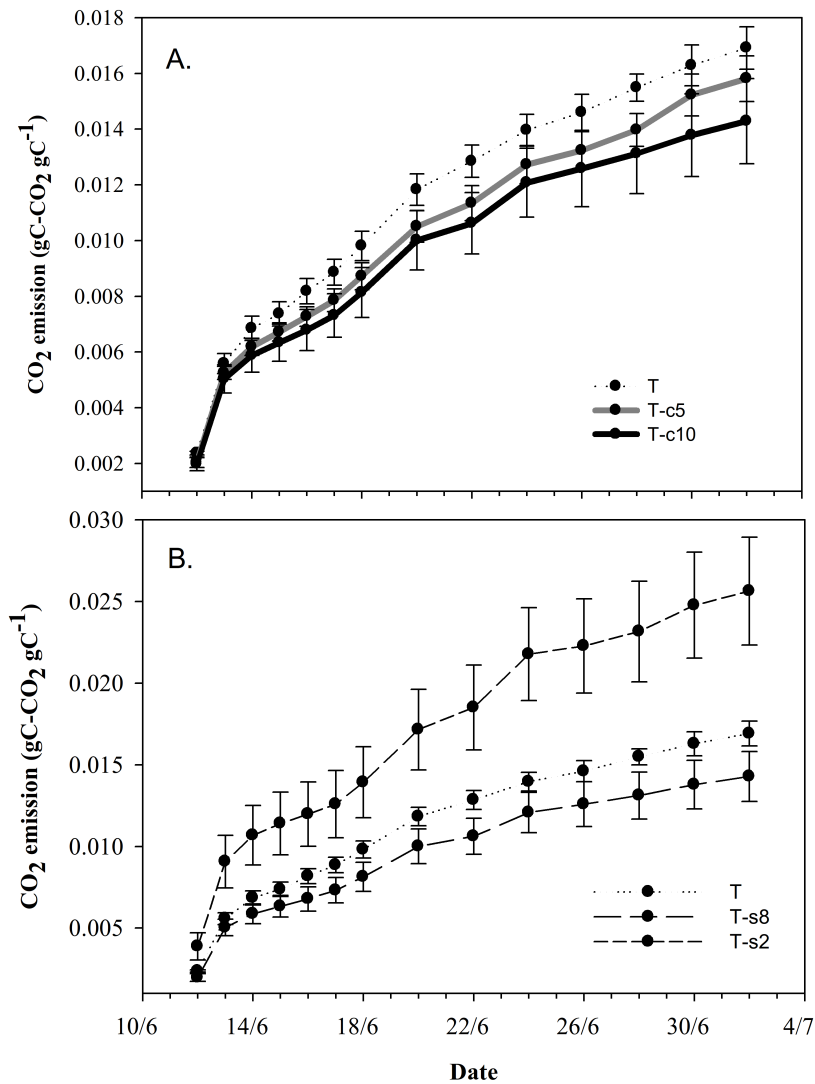 0.018
A.
0.016
0.014
0.012
0.010
0.008
0.006
0.004
0.002
CO2 emission (gC-CO2 gC-1)
T
T-c5
T-c10
0.030
B.
0.025
0.020
0.015
0.010
0.005
CO2 emission (gC-CO2 gC-1)
T
T-s8
T-s2
10/6 14/6 18/6 22/6 26/6 30/6 4/7
Date